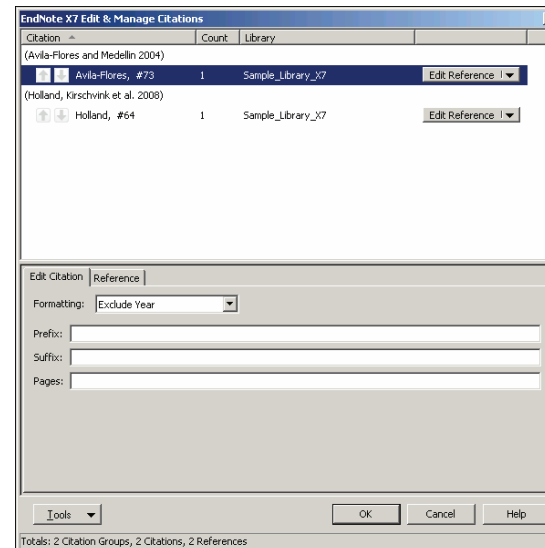 EndNote X7 Edit & Manage Citations
Citation Count Library
(Avila-Flores and Medellin 2004)
Avila-Flores, #73 1 Sample_Library_X7 Edit Reference
(Holland, Kirschvink et al. 2008)
Holland, #64 1 Sample_Library_X7 Edit Reference
Edit Citation Reference
Formatting: Exclude Year
Prefix:
Suffix:
Pages:
Tools OK Cancel Help
Totals: 2 Citation Groups, 2 Citations, 2 References